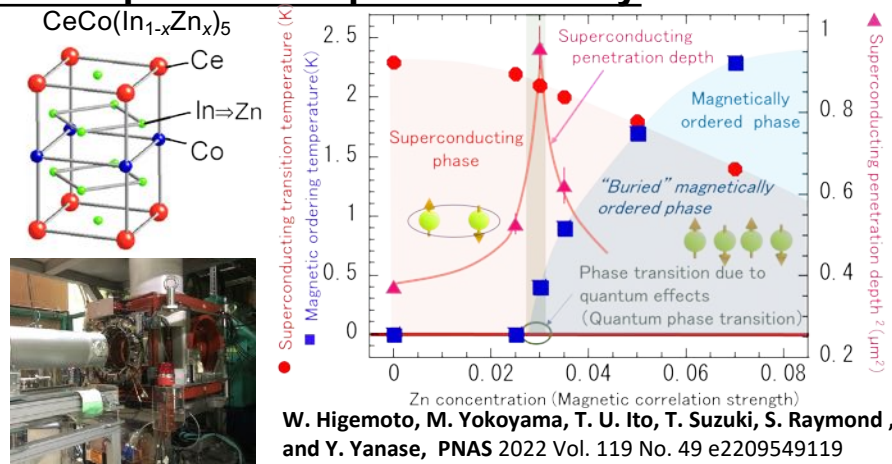 CeCo(In1-xZnx)5
Ce
In⇒Zn
Co
Superconducting transition temperature (K)
Magnetic ordering temperature(K)
2.5
2
1.5
1
0.5
0
Superconducting
penetration depth
Superconducting
phase
Magnetically
ordered phase
"Buried" magnetically
ordered phase
Phase transition due to
quantum effects
(Quantum phase transition)
1
0.8
0.6
0.4
0.2
Superconducting penetration depth ² (μm²)
0
0.02
0.04
0.06
0.08
Zn concentration (Magnetic correlation strength)
W. Higemoto, M. Yokoyama, T. U. Ito, T. Suzuki, S. Raymond ,
and Y. Yanase, PNAS 2022 Vol. 119 No. 49 e2209549119